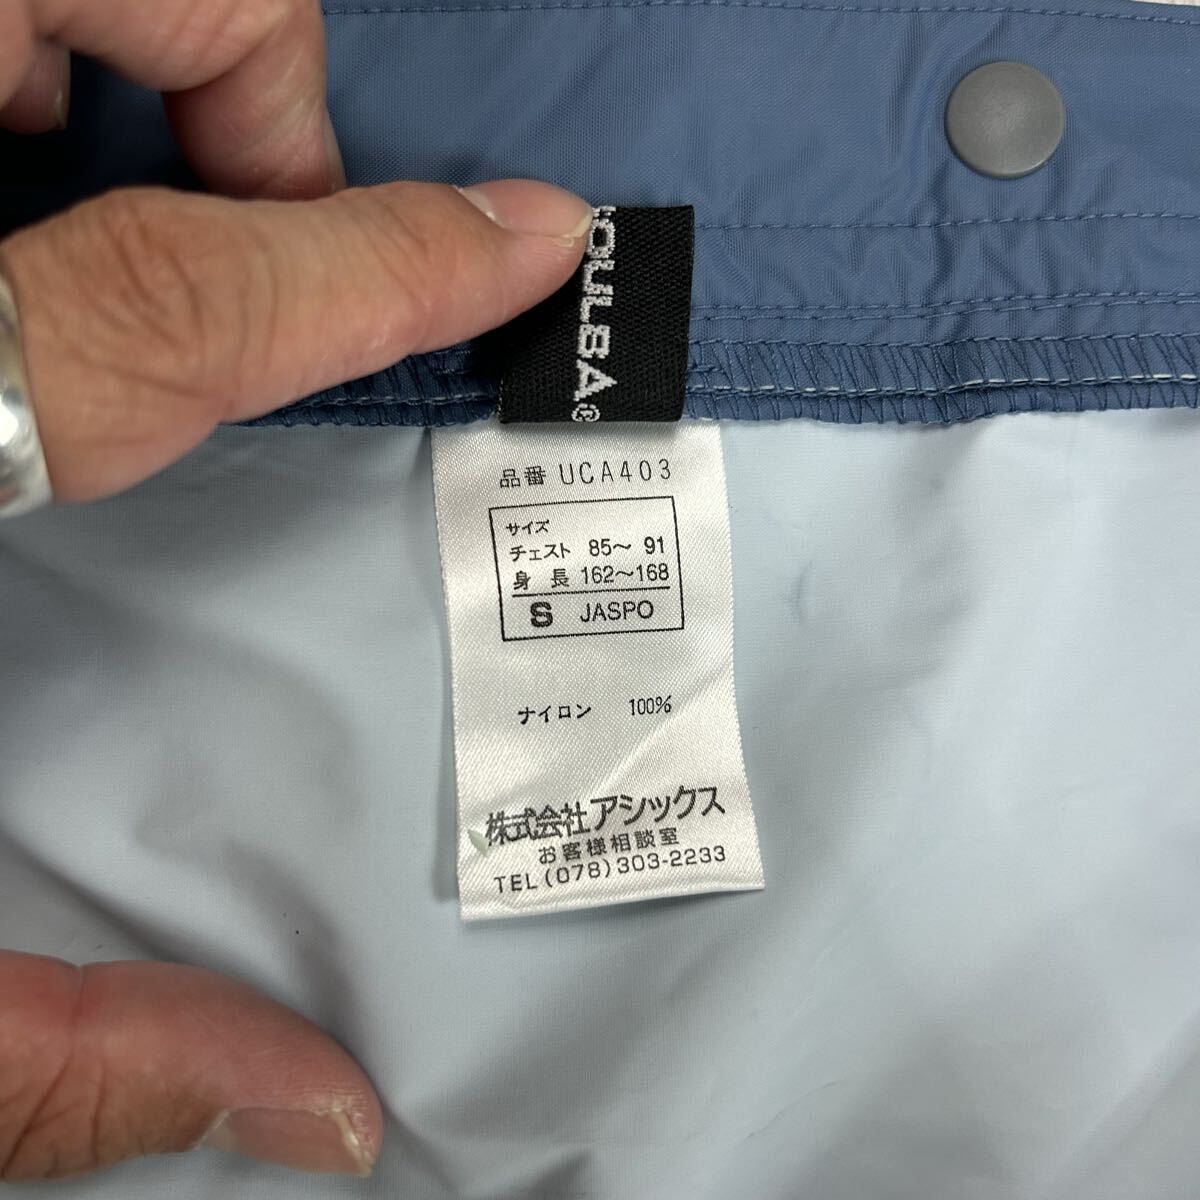 品番 UCA403
サイズ
チェスト 85～ 91
身 長 162～168
S JASPO
ナイロン 100%
株式会社アシックス
お客様相談室
TEL(078)303-2233